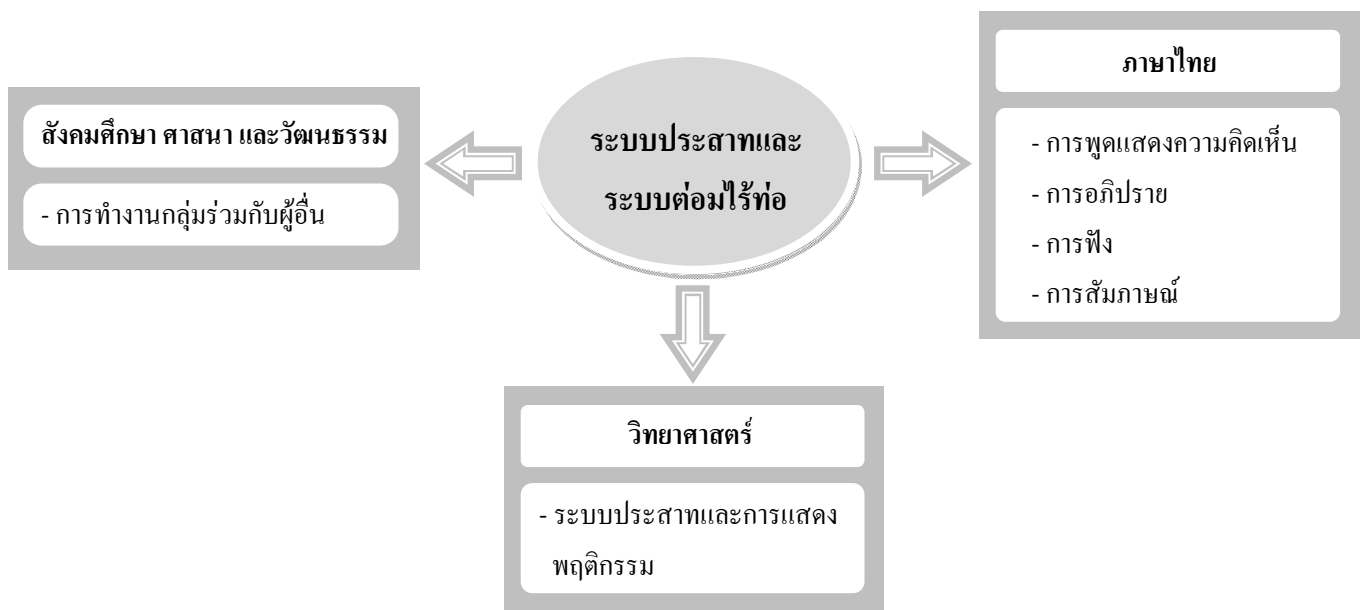 ระบบประสาทและ
ระบบต่อมไร้ท่อ
สังคมศึกษา ศาสนา และวัฒนธรรม
- การทำงานกลุ่มร่วมกับผู้อื่น
ภาษาไทย
- การพูดแสดงความคิดเห็น
- การอภิปราย
- การฟัง
- การสัมภาษณ์
วิทยาศาสตร์
- ระบบประสาทและการแสดง
พฤติกรรม